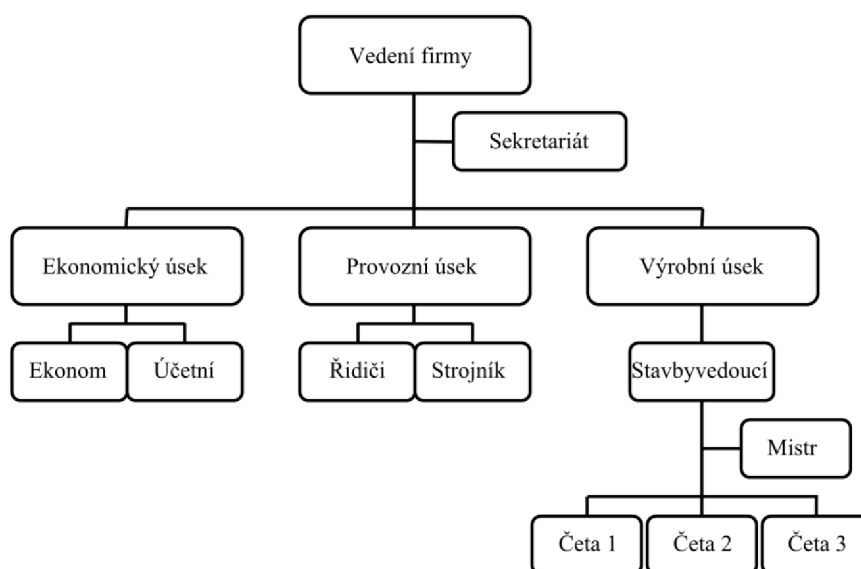 Vedení firmy
Sekretariát
Ekonomický úsek
Provozní úsek
Výrobní úsek
Ekonom
Účetní
Řidiči
Strojník
Stavbyvedoucí
Mistr
Četa 1
Četa 2
Četa 3